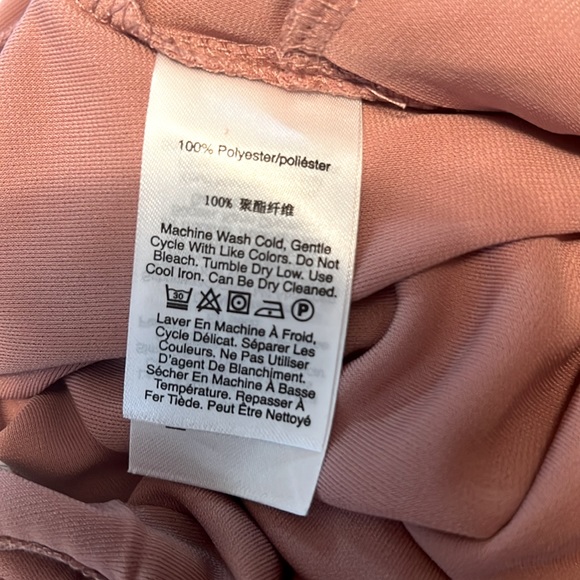 100% Polyester/poliéster
100% 聚酯纤维
Machine Wash Cold, Gentle
Cycle With Like Colors. Do Not
Bleach. Tumble Dry Low. Use
Cool Iron. Can Be Dry Cleaned.
30 P
Laver En Machine À Froid,
Cycle Délicat. Séparer Les
Couleurs. Ne Pas Utiliser
D'agent De Blanchiment.
Sécher En Machine À Basse
Température. Repasser À
Fer Tiède. Peut Être Nettoyé